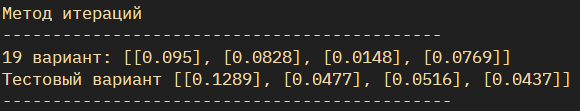 Метод итераций
-------------------------------------------
19 вариант: [[0.095], [0.0828], [0.0148], [0.0769]]
Тестовый вариант [[0.1289], [0.0477], [0.0516], [0.0437]]
--------------------------------------------